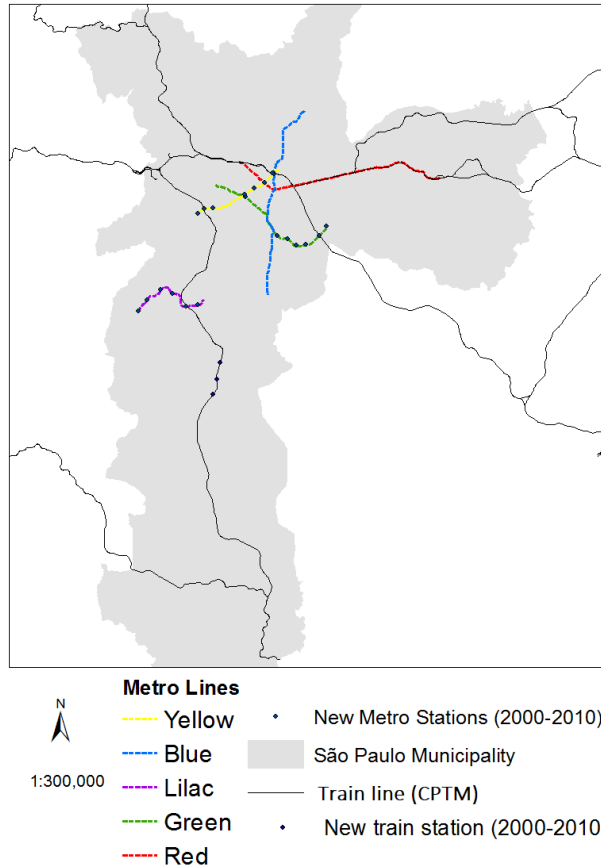 Metro Lines
Yellow
Blue
Lilac
Green
Red
N
1:300,000
New Metro Stations (2000-2010)
São Paulo Municipality
Train line (CPTM)
New train station (2000-2010